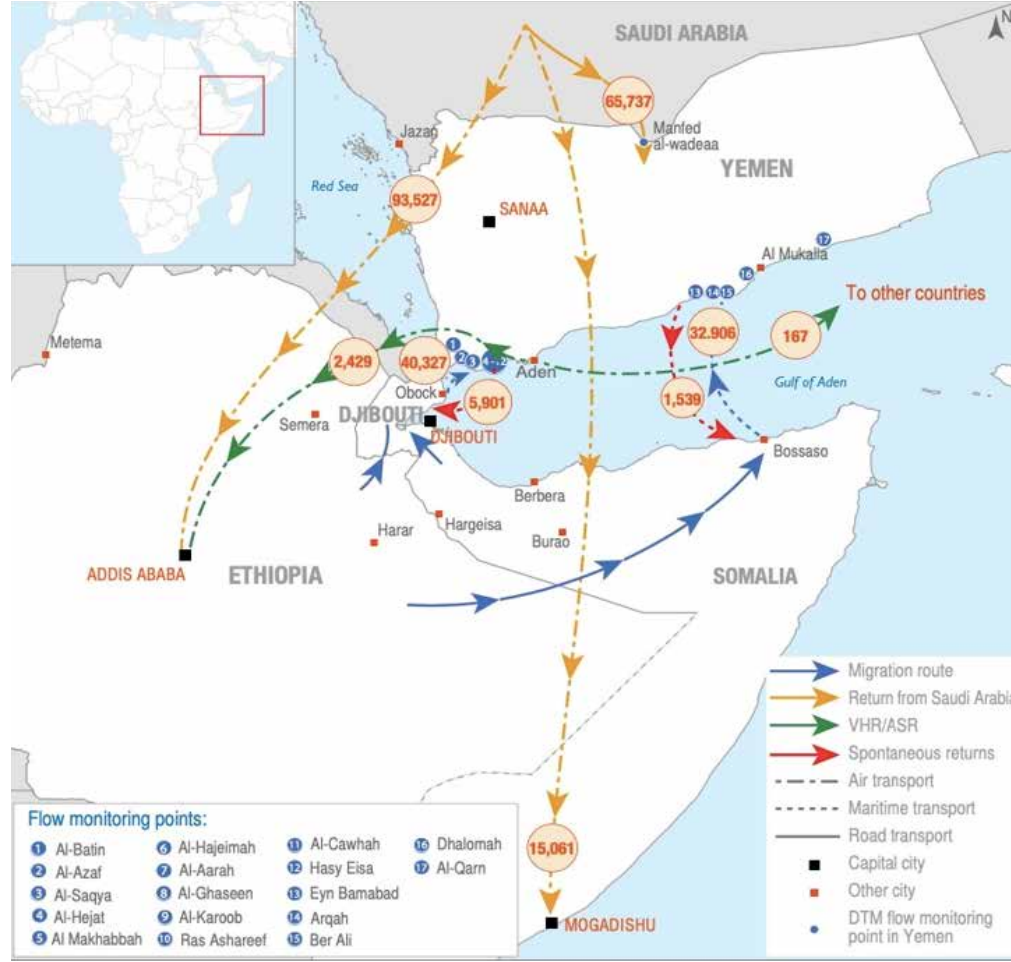 N
SAUDI ARABIA
65,737
Jazan
Manfed
al-wadeaa
YEMEN
Red Sea
93,527
SANAA
17
Al Mukalla
16
13 14 15
To other countries
Metema
1
2,429
40,327
2 3 4
32.906
167
Aden
Obock
5,901
1,539
Gulf of Aden
Semera
DJIBOUTI
DJIBOUTI
Bossaso
Berbera
Harar
Hargeisa
Burao
ADDIS ABABA
ETHIOPIA
SOMALIA
Migration route
Return from Saudi Arabia
VHR/ASR
Spontaneous returns
Air transport
Maritime transport
Road transport
Capital city
Other city
DTM flow monitoring
point in Yemen
15,061
MOGADISHU
Flow monitoring points:
1 Al-Batin
2 Al-Azaf
3 Al-Saqya
4 Al-Hejat
5 Al Makhabbah
6 Al-Hajeimah
7 Al-Aarah
8 Al-Ghaseen
9 Al-Karoob
10 Ras Ashareef
11 Al-Cawhah
12 Hasy Eisa
13 Eyn Bamabad
14 Arqah
15 Ber Ali
16 Dhalomah
17 Al-Qarn